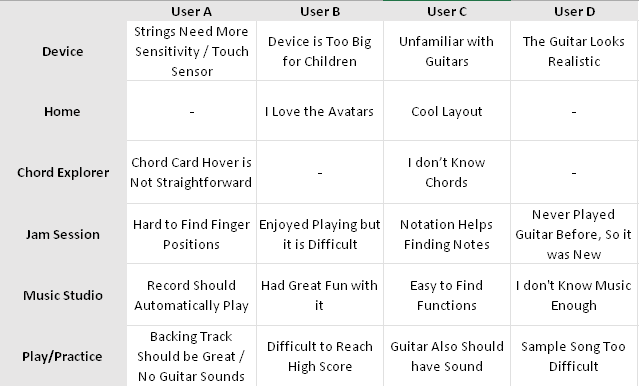 User A User B User C User D
Device
Strings Need More
Sensitivity / Touch
Sensor
Device is Too Big
for Children
Unfamiliar with
Guitars
The Guitar Looks
Realistic
Home
-
I Love the Avatars
Cool Layout
-
Chord Explorer
Chord Card Hover is
Not Straightforward
-
I don't Know
Chords
-
Jam Session
Hard to Find Finger
Positions
Enjoyed Playing but
it is Difficult
Notation Helps
Finding Notes
Never Played
Guitar Before, So it
was New
Music Studio
Record Should
Automatically Play
Had Great Fun with
it
Easy to Find
Functions
I don't Know Music
Enough
Play/Practice
Backing Track
Should be Great /
No Guitar Sounds
Difficult to Reach
High Score
Guitar Also Should
have Sound
Sample Song Too
Difficult